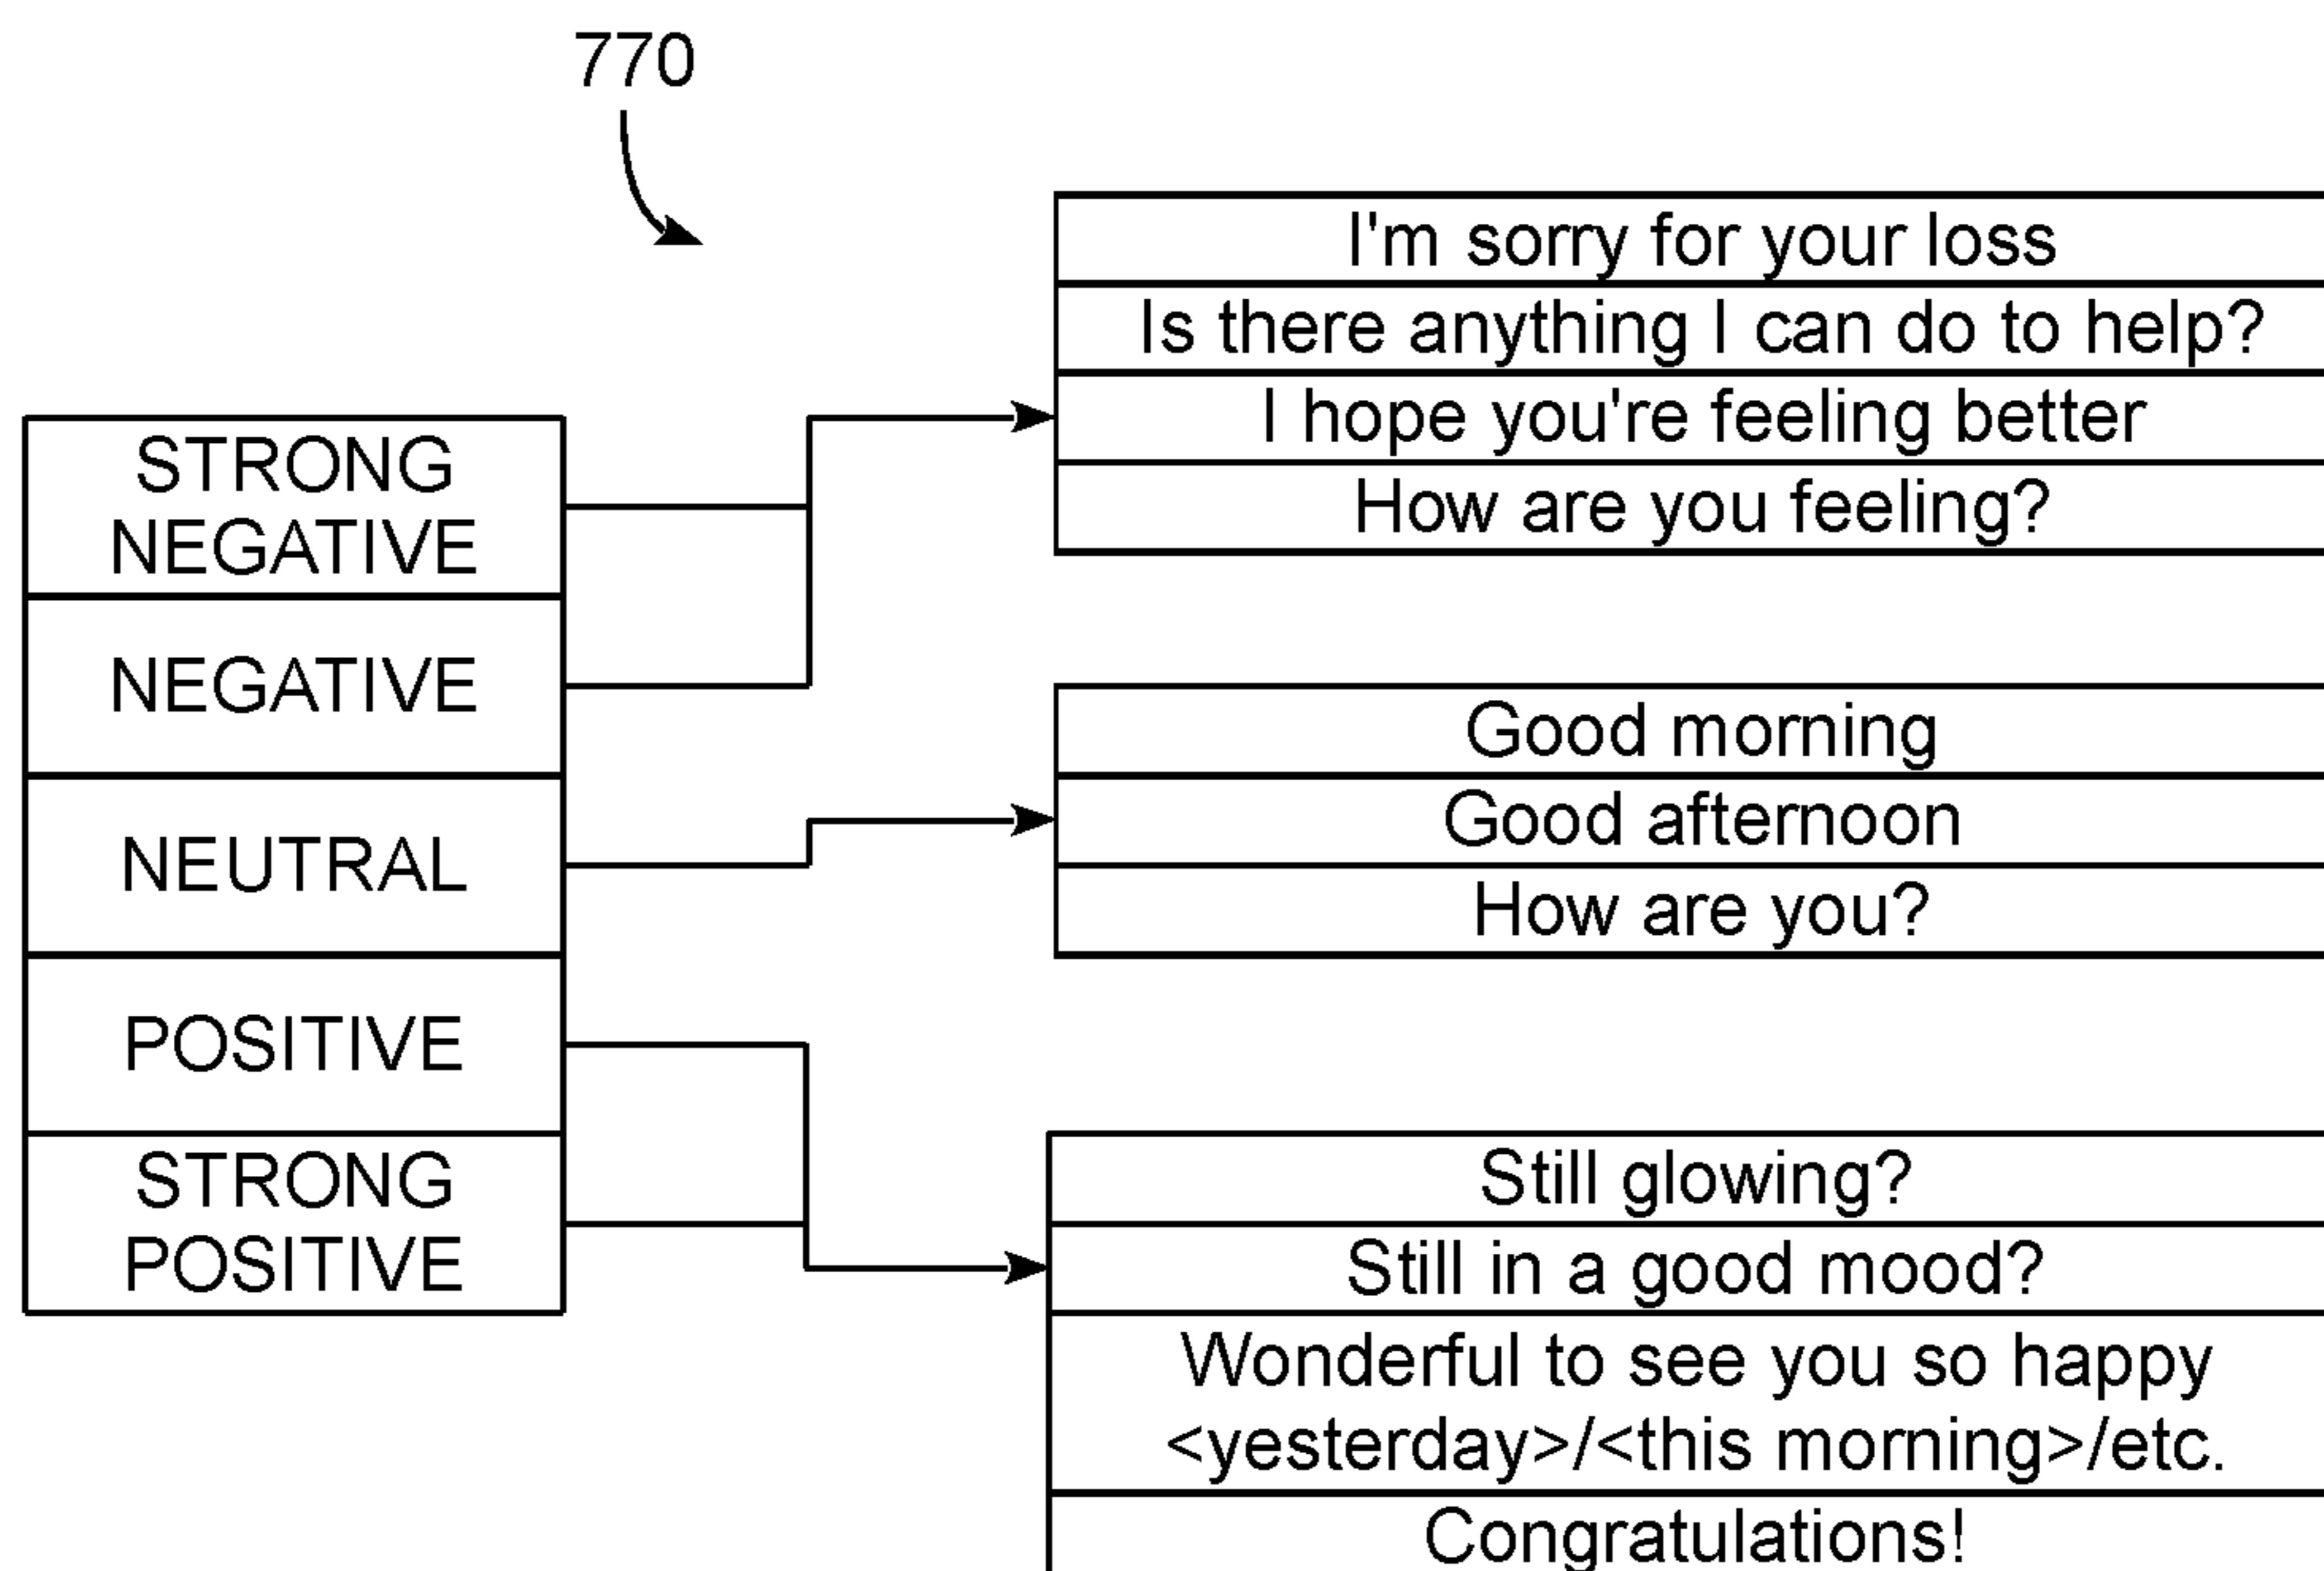 770
I'm sorry for your loss
Is there anything I can do to help?
I hope you're feeling better
How are you feeling?
STRONG
NEGATIVE
NEGATIVE
NEUTRAL
POSITIVE
STRONG
POSITIVE
Good morning
Good afternoon
How are you?
Still glowing?
Still in a good mood?
Wonderful to see you so happy
<yesterday>/<this morning>/etc.
Congratulations!